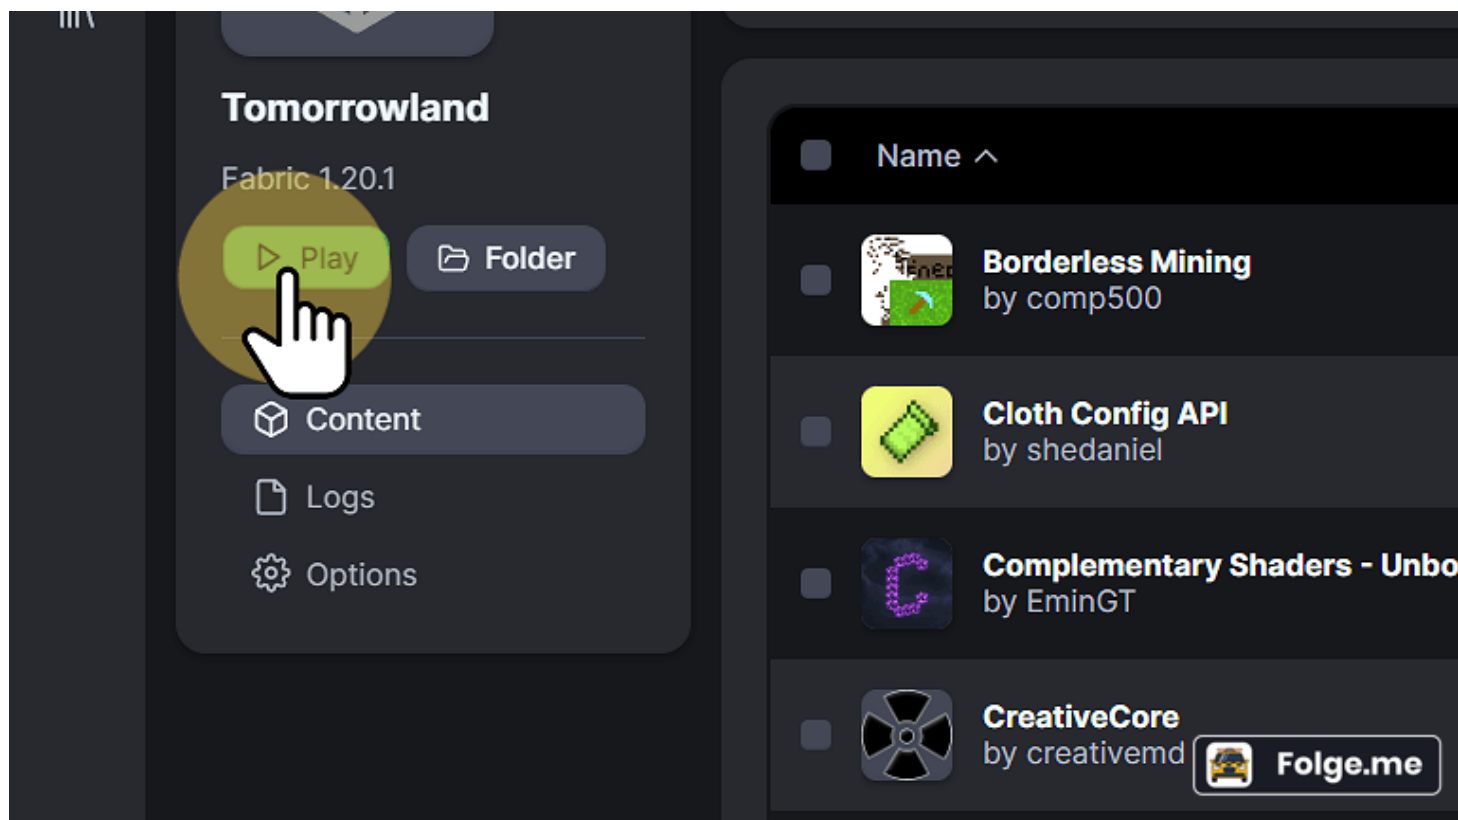 Tomorrowland
Fabric 1.20.1
Play
Folder
Content
Logs
Options
Name
Borderless Mining
by comp500
Cloth Config API
by shedaniel
Complementary Shaders - Unbo
by EminGT
CreativeCore
by creativemd
Folge.me